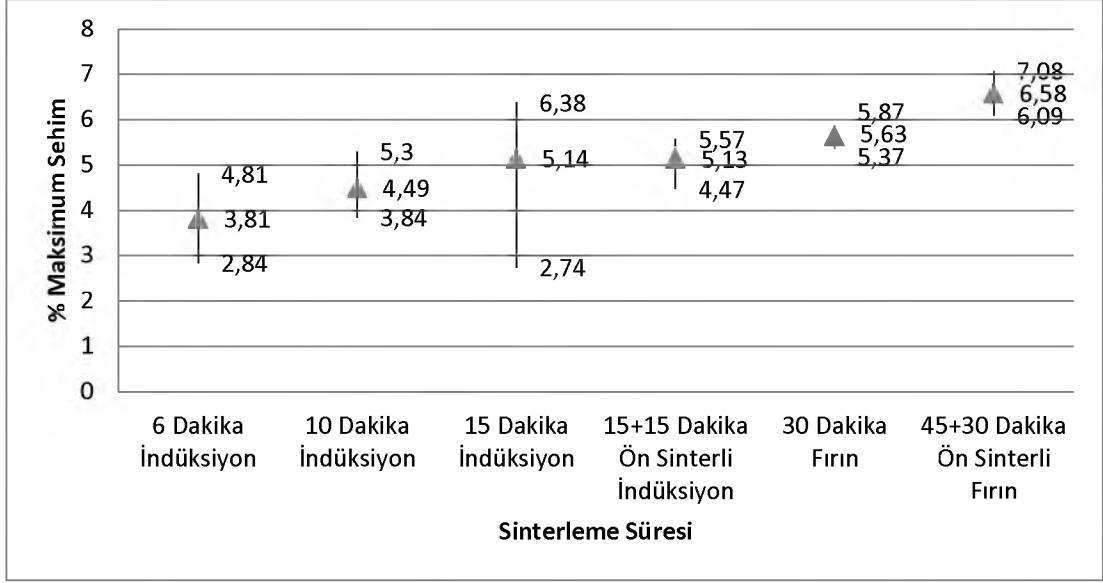 % Maksimum Sehim
8
7
6
5
4
3
2
1
0
4,81
3,81
2,84
5,3
4,49
3,84
6,38
5,14
2,74
5,57
5,13
4,47
5,87
5,63
5,37
7,08
6,58
6,09
6 Dakika
İndüksiyon
10 Dakika
İndüksiyon
15 Dakika
İndüksiyon
15+15 Dakika
Ön Sinterli
İndüksiyon
30 Dakika
Fırın
45+30 Dakika
Ön Sinterli
Fırın
Sinterleme Süresi